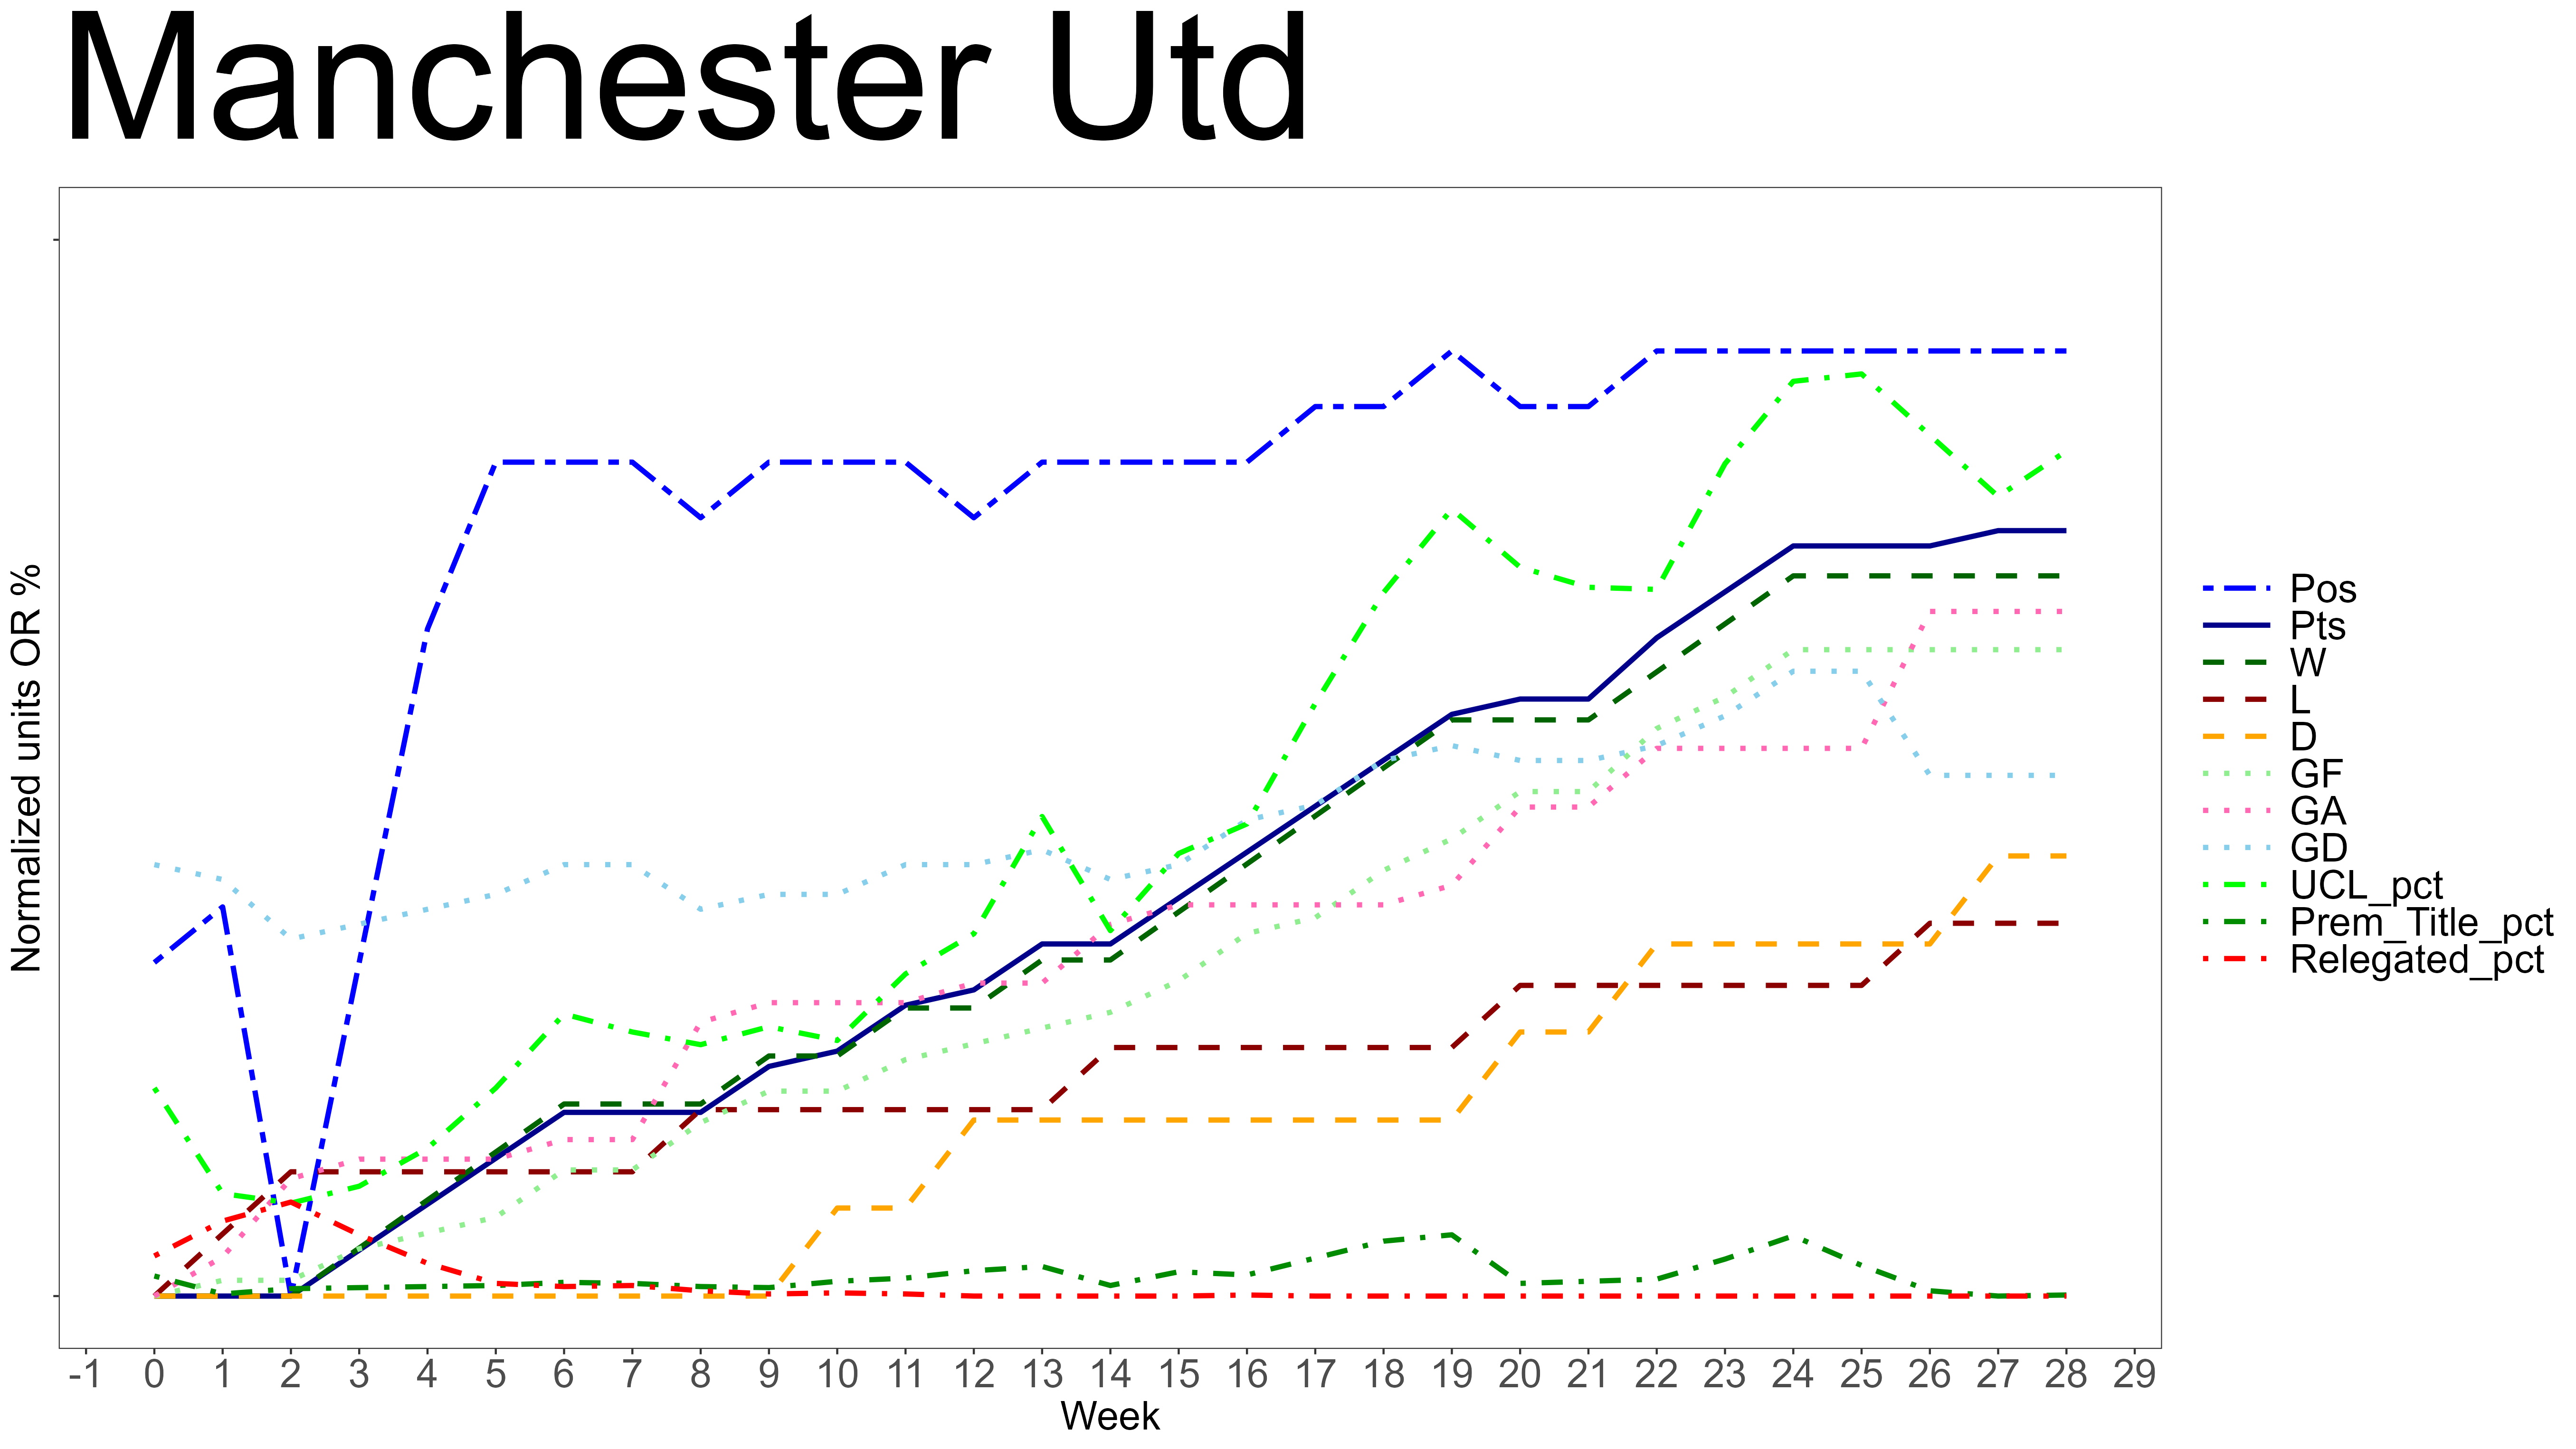 Manchester Utd
Normalized units OR %
-1 0 1 2 3 4 5 6 7 8 9 10 11 12 13 14 15 16 17 18 19 20 21 22 23 24 25 26 27 28 29
Week
Pos
Pts
W
L
D
GF
GA
GD
UCL_pct
Prem_Title_pct
Relegated_pct